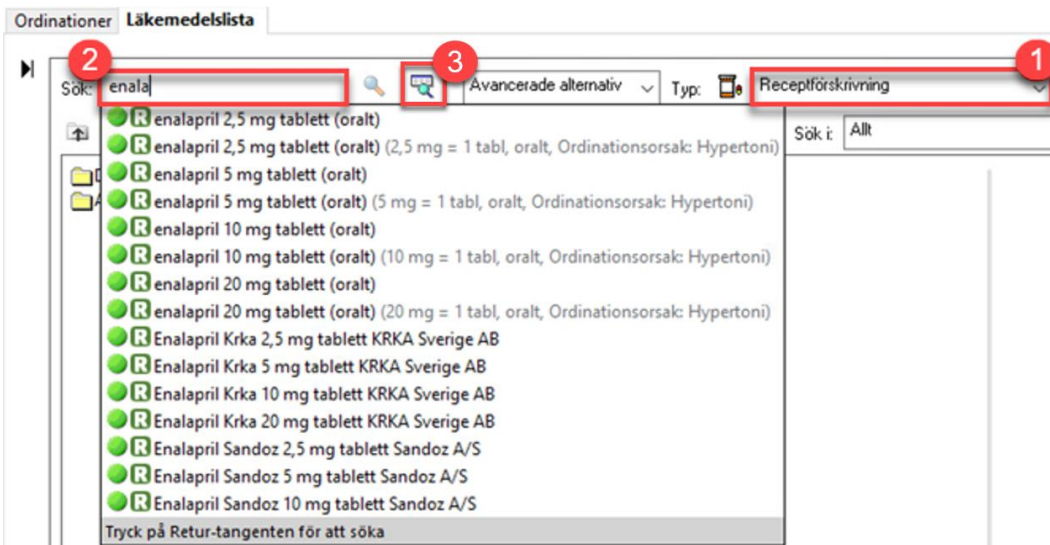 Ordinationer Läkemedelslista
2 3 1
Sök: enala Avancerade alternativ Typ: Receptförskrivning
R enalapril 2,5 mg tablett (oralt)
Sök i: Allt
R enalapril 2,5 mg tablett (oralt) (2,5 mg = 1 tabl, oralt, Ordinationsorsak: Hypertoni)
R enalapril 5 mg tablett (oralt)
R enalapril 5 mg tablett (oralt) (5 mg = 1 tabl, oralt, Ordinationsorsak: Hypertoni)
R enalapril 10 mg tablett (oralt)
R enalapril 10 mg tablett (oralt) (10 mg = 1 tabl, oralt, Ordinationsorsak: Hypertoni)
R enalapril 20 mg tablett (oralt)
R enalapril 20 mg tablett (oralt) (20 mg = 1 tabl, oralt, Ordinationsorsak: Hypertoni)
R Enalapril Krka 2,5 mg tablett KRKA Sverige AB
R Enalapril Krka 5 mg tablett KRKA Sverige AB
R Enalapril Krka 10 mg tablett KRKA Sverige AB
R Enalapril Krka 20 mg tablett KRKA Sverige AB
R Enalapril Sandoz 2,5 mg tablett Sandoz A/S
R Enalapril Sandoz 5 mg tablett Sandoz A/S
R Enalapril Sandoz 10 mg tablett Sandoz A/S
Tryck på Retur-tangenten för att söka